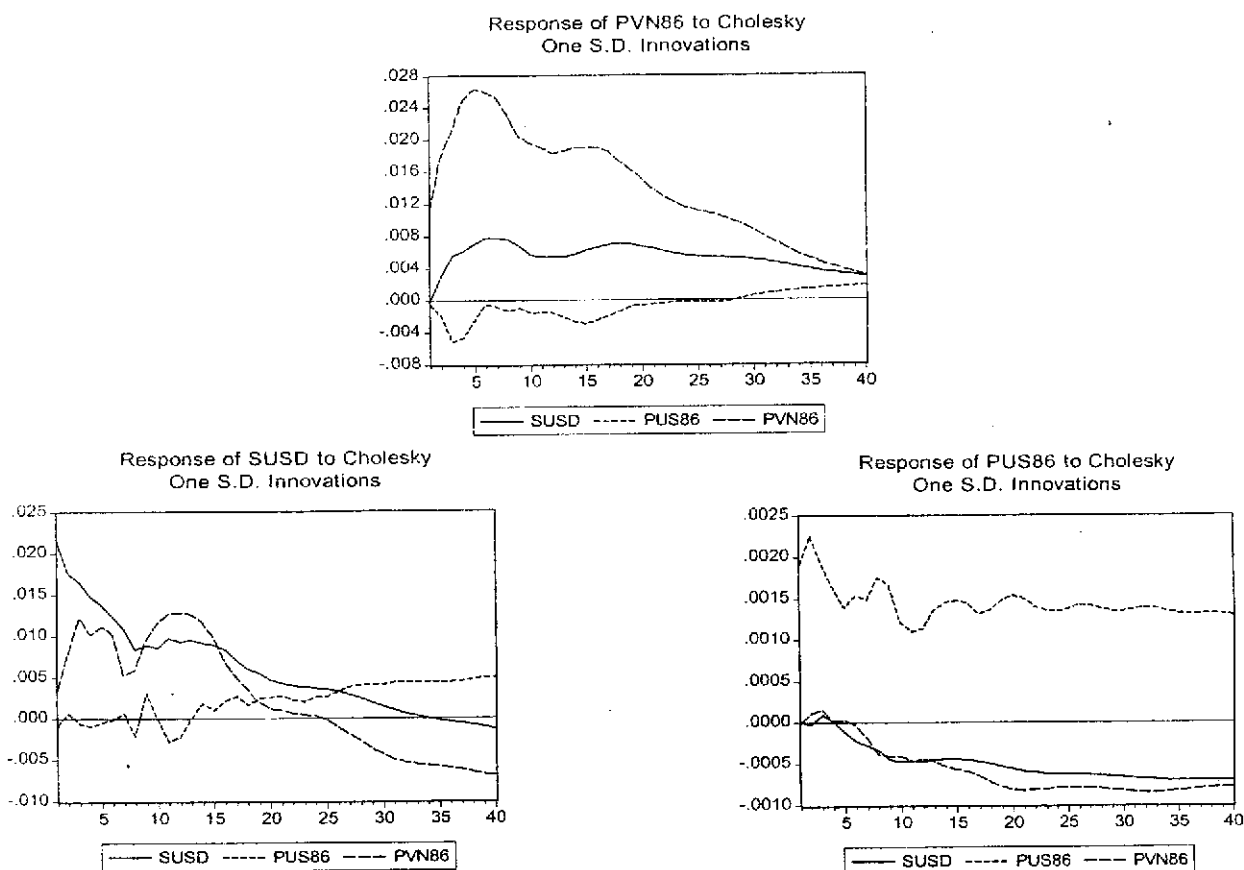 Response of PVN86 to Cholesky
One S.D. Innovations
.028
.024
.020
.016
.012
.008
.004
.000
-.004
-.008
5 10 15 20 25 30 35 40
SUSD PUS86 PVN86
Response of SUSD to Cholesky
One S.D. Innovations
.025
.020
.015
.010
.005
.000
-.005
-.010
5 10 15 20 25 30 35 40
SUSD PUS86 PVN86
Response of PUS86 to Cholesky
One S.D. Innovations
.0025
.0020
.0015
.0010
.0005
.0000
-.0005
-.0010
5 10 15 20 25 30 35 40
SUSD PUS86 PVN86